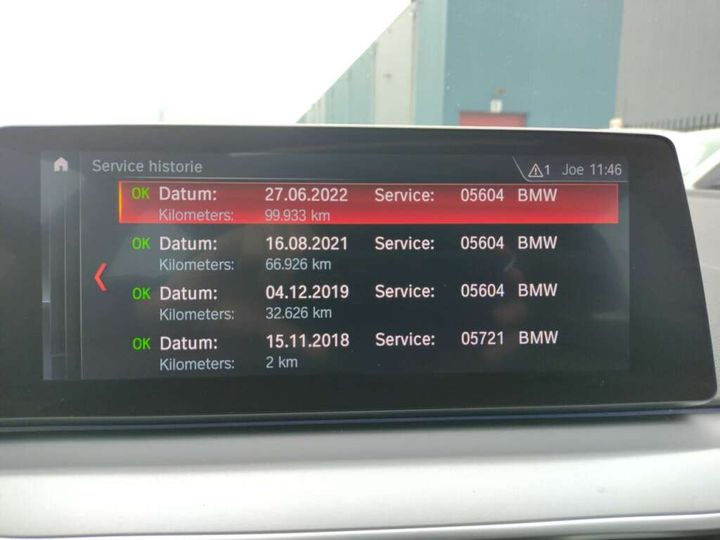 Service historie 1 Joe 11:46
OK Datum: 27.06.2022 Service: 05604 BMW
Kilometers: 99.933 km
OK Datum: 16.08.2021 Service: 05604 BMW
Kilometers: 66.926 km
OK Datum: 04.12.2019 Service: 05604 BMW
Kilometers: 32.626 km
OK Datum: 15.11.2018 Service: 05721 BMW
Kilometers: 2 km